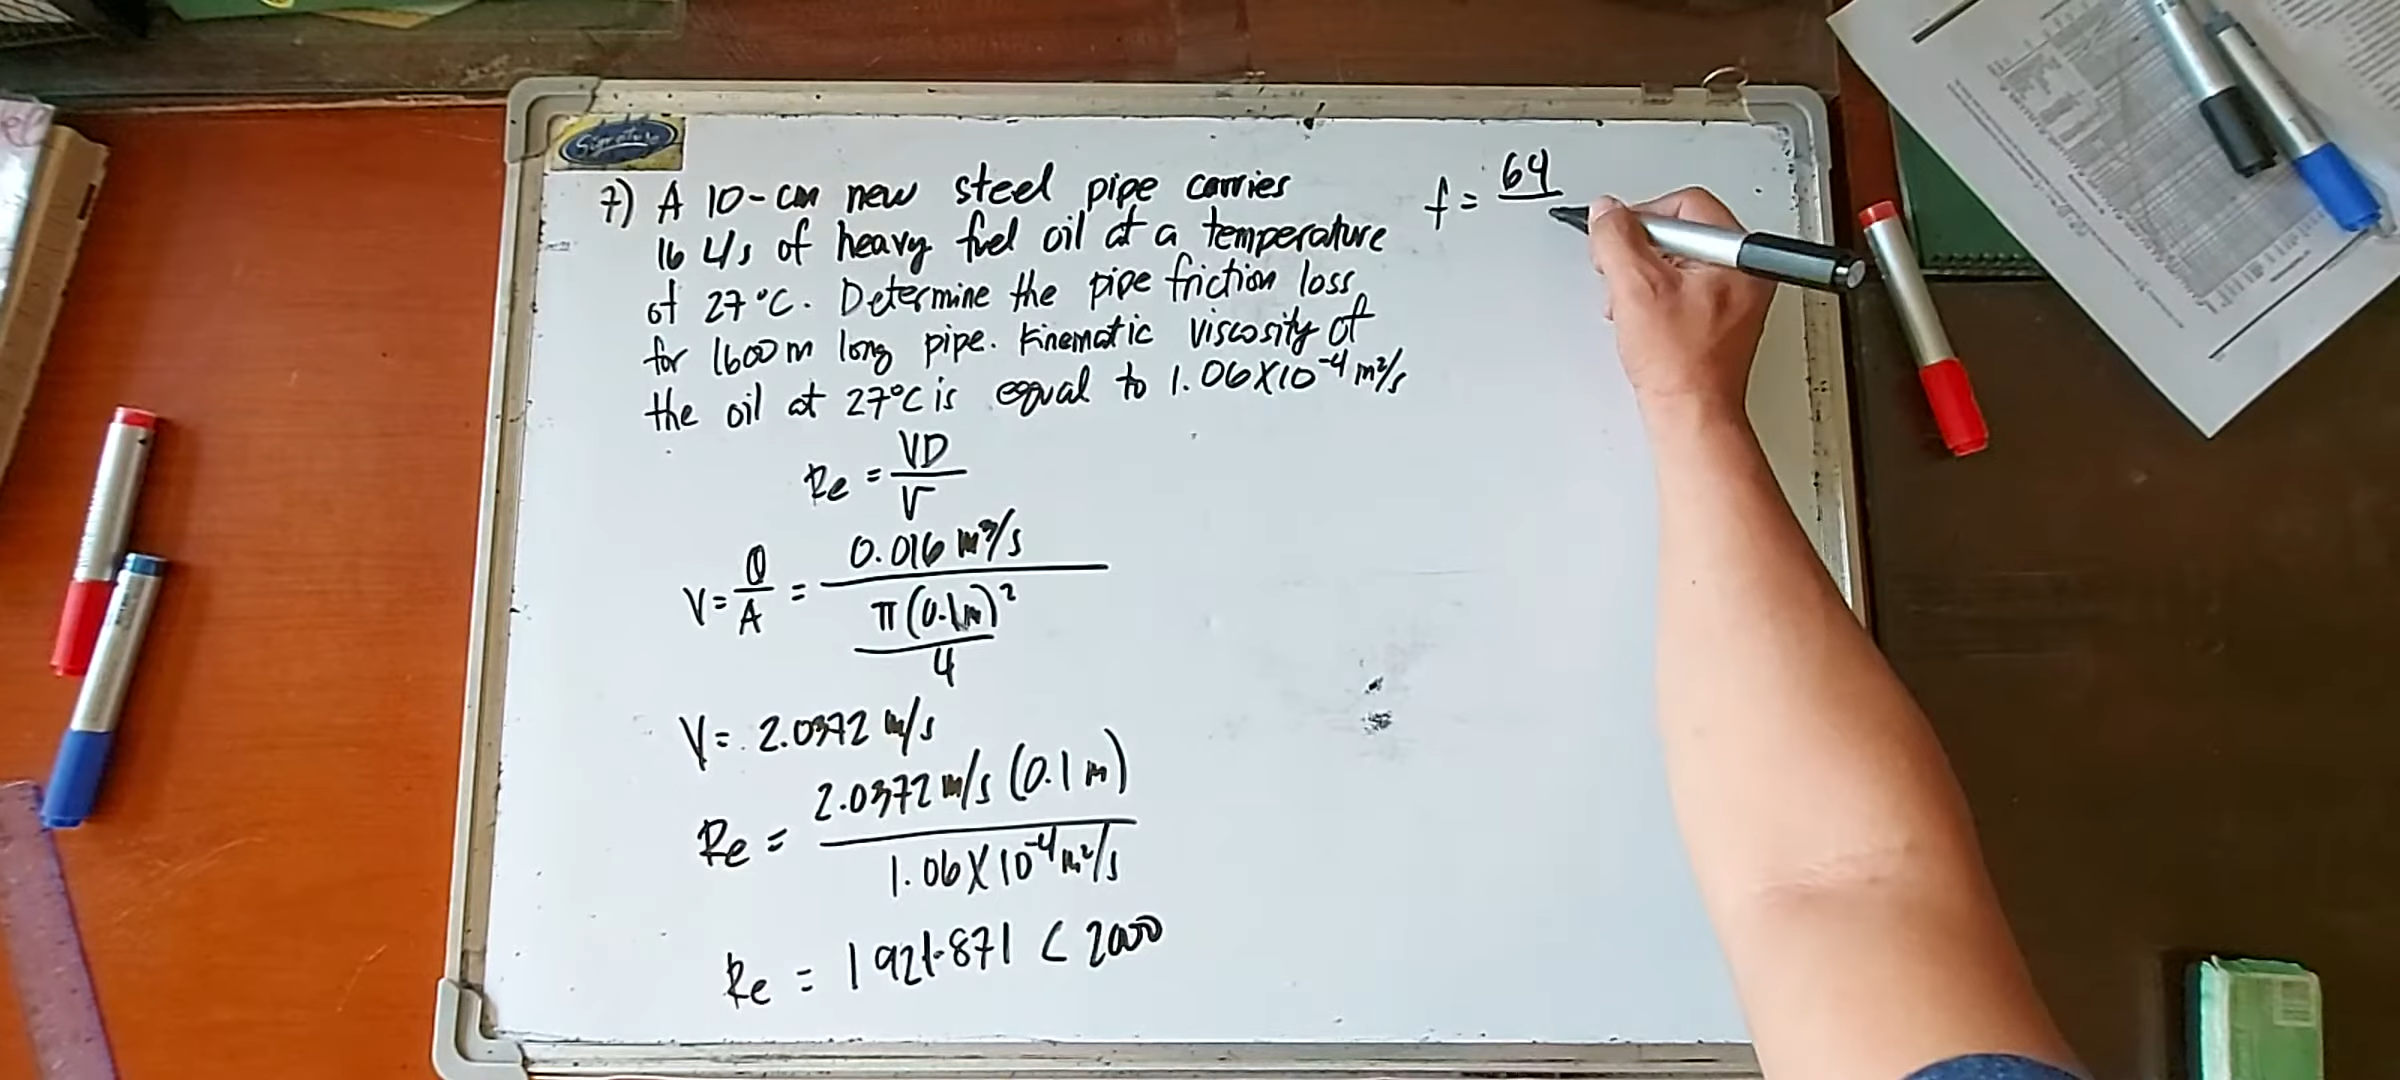 Signature
7) A 10-cm new steel pipe carries
16 L/s of heavy fuel oil at a temperature
of 27°C. Determine the pipe friction loss
for 1600 m long pipe. Kinematic viscosity of
the oil at 27°C is equal to 1.06X10⁻⁴ m²/s
Re = VD / ν
V = Q / A = 0.016 m³/s / π(0.1m)² / 4
V = 2.0372 m/s
Re = 2.0372 m/s (0.1 m) / 1.06X10⁻⁴ m²/s
Re = 1921.871 < 2000
f = 64